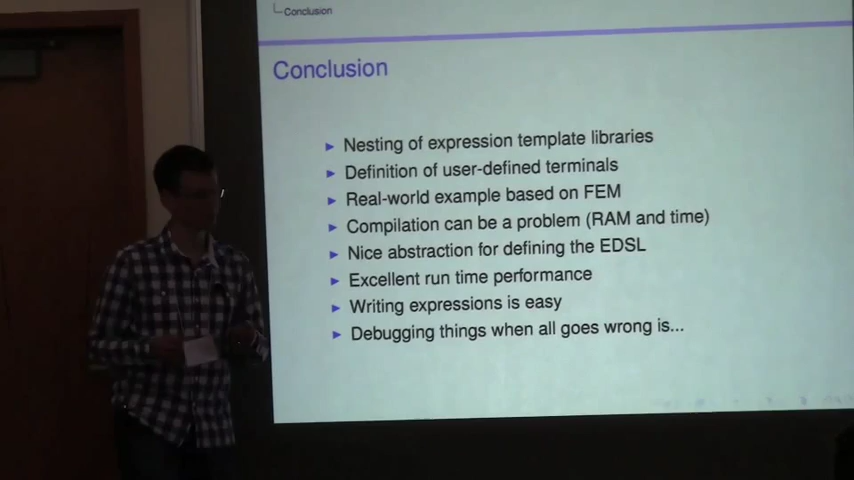 Conclusion
Conclusion
Nesting of expression template libraries
Definition of user-defined terminals
Real-world example based on FEM
Compilation can be a problem (RAM and time)
Nice abstraction for defining the EDSL
Excellent run time performance
Writing expressions is easy
Debugging things when all goes wrong is...